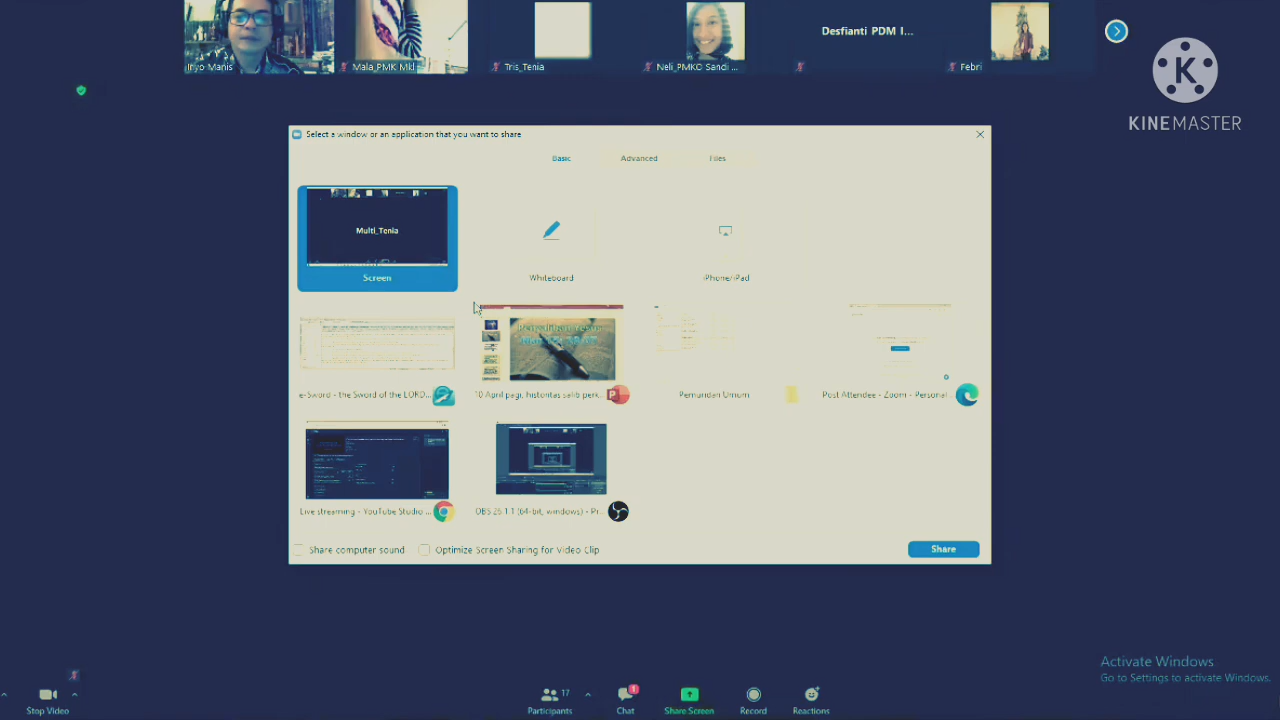 Iryo Manis
Mala_PMK Mkl
Tris_Tenia
Neli_PMKO Sandi ...
Desfianti PDM I...
Febri
KINEMASTER
Select a window or an application that you want to share
Basic
Advanced
Files
Multi_Tenia
Screen
Whiteboard
iPhone/iPad
e-Sword - the Sword of the LORD...
10 April pagi, historitas salib perk...
Pemuridan Umum
Post Attendee - Zoom - Personal...
Live streaming - YouTube Studio ...
OBS 26.1.1 (64-bit, windows) - Pr...
Share computer sound
Optimize Screen Sharing for Video Clip
Share
Activate Windows
Go to Settings to activate Windows.
Stop Video
Participants
17
Chat
1
Share Screen
Record
Reactions